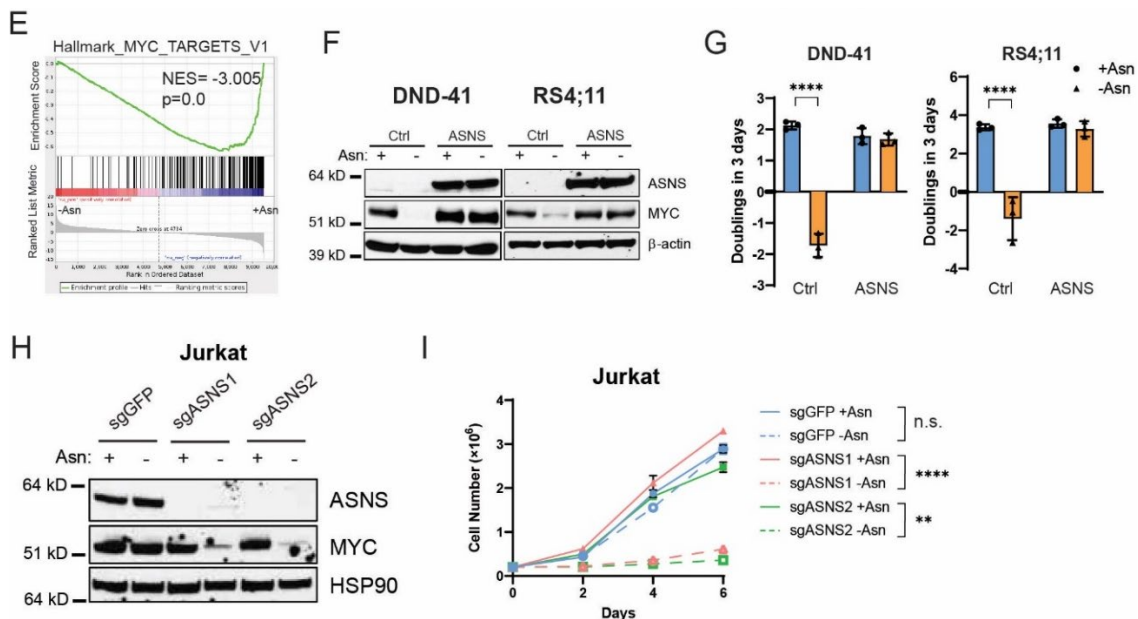 E
Hallmark_MYC_TARGETS_V1
Enrichment Score
NES= -3.005
p=0.0
Ranked List Metric
-Asn
+Asn
Zero cross at 4704
Rank in Ordered Dataset
Enrichment profile
Hits
Ranking metric scores
F
DND-41 RS4;11
Ctrl ASNS Ctrl ASNS
Asn: + - + - + - + -
64 kD ASNS
51 kD MYC
39 kD β-actin
G
DND-41 RS4;11
+Asn
-Asn
**** ****
Doublings in 3 days
3
2
1
0
-1
-2
-3
Ctrl ASNS
Doublings in 3 days
6
4
2
0
-2
-4
Ctrl ASNS
H
Jurkat
sgGFP sgASNS1 sgASNS2
Asn: + - + - + -
64 kD ASNS
51 kD MYC
64 kD HSP90
I
Jurkat
Cell Number (×10⁶)
4
3
2
1
0
0 2 4 6
Days
sgGFP +Asn
sgGFP -Asn
n.s.
sgASNS1 +Asn
sgASNS1 -Asn
****
sgASNS2 +Asn
sgASNS2 -Asn
**